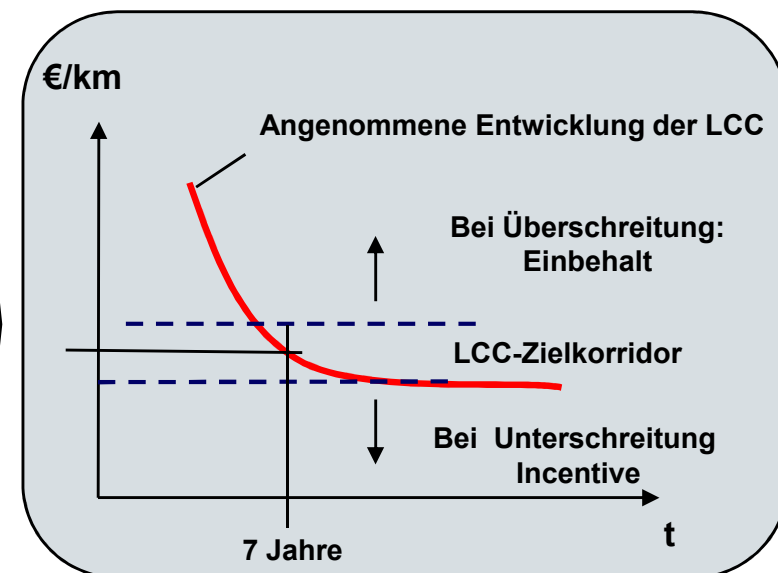 €/km
Angenommene Entwicklung der LCC
Bei Überschreitung:
Einbehalt
LCC-Zielkorridor
Bei Unterschreitung
Incentive
t
7 Jahre